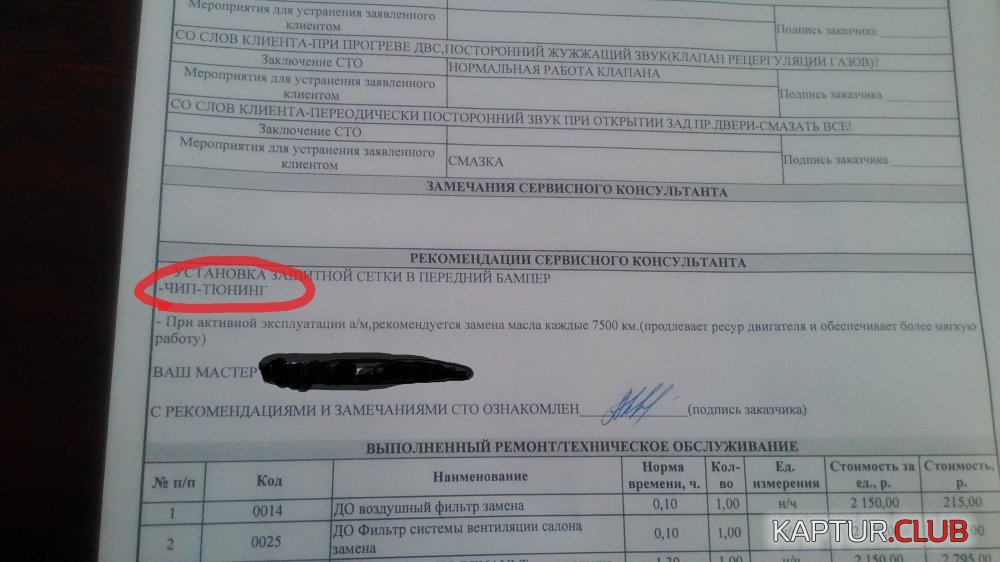 Мероприятия для устранения заявленного
клиентом
Подпись заказчика
СО СЛОВ КЛИЕНТА-ПРИ ПРОГРЕВЕ ДВС,ПОСТОРОННИЙ ЖУЖЖАЩИЙ ЗВУК(КЛАПАН РЕЦЕРГУЛЯЦИИ ГАЗОВ)?
Заключение СТО
НОРМАЛЬНАЯ РАБОТА КЛАПАНА
Мероприятия для устранения заявленного
клиентом
Подпись заказчика
СО СЛОВ КЛИЕНТА-ПЕРЕОДИЧЕСКИ ПОСТОРОННИЙ ЗВУК ПРИ ОТКРЫТИИ ЗАД.ПР.ДВЕРИ-СМАЗАТЬ ВСЕ!
Заключение СТО
Мероприятия для устранения заявленного
клиентом
СМАЗКА
Подпись заказчика
ЗАМЕЧАНИЯ СЕРВИСНОГО КОНСУЛЬТАНТА
РЕКОМЕНДАЦИИ СЕРВИСНОГО КОНСУЛЬТАНТА
УСТАНОВКА ЗАЩИТНОЙ СЕТКИ В ПЕРЕДНИЙ БАМПЕР
-ЧИП-ТЮНИНГ
- При активной эксплуатации а/м,рекомендуется замена масла каждые 7500 км.(продлевает ресур двигателя и обеспечивает более мягкую
работу)
ВАШ МАСТЕР
С РЕКОМЕНДАЦИЯМИ И ЗАМЕЧАНИЯМИ СТО ОЗНАКОМЛЕН (подпись заказчика)
ВЫПОЛНЕННЫЙ РЕМОНТ/ТЕХНИЧЕСКОЕ ОБСЛУЖИВАНИЕ
№ п/п Код Наименование Норма времени, ч. Кол-во Ед. измерения Стоимость за ед., р. Стоимость, р.
1 0014 ДО воздушный фильтр замена 0,10 1,00 н/ч 2 150,00 215,00
2 0025 ДО Фильтр системы вентиляции салона замена 0,10 1,00 н/ч
1,30 1,00 н/ч 2 150,00 2 795,00
KAPTUR.CLUB